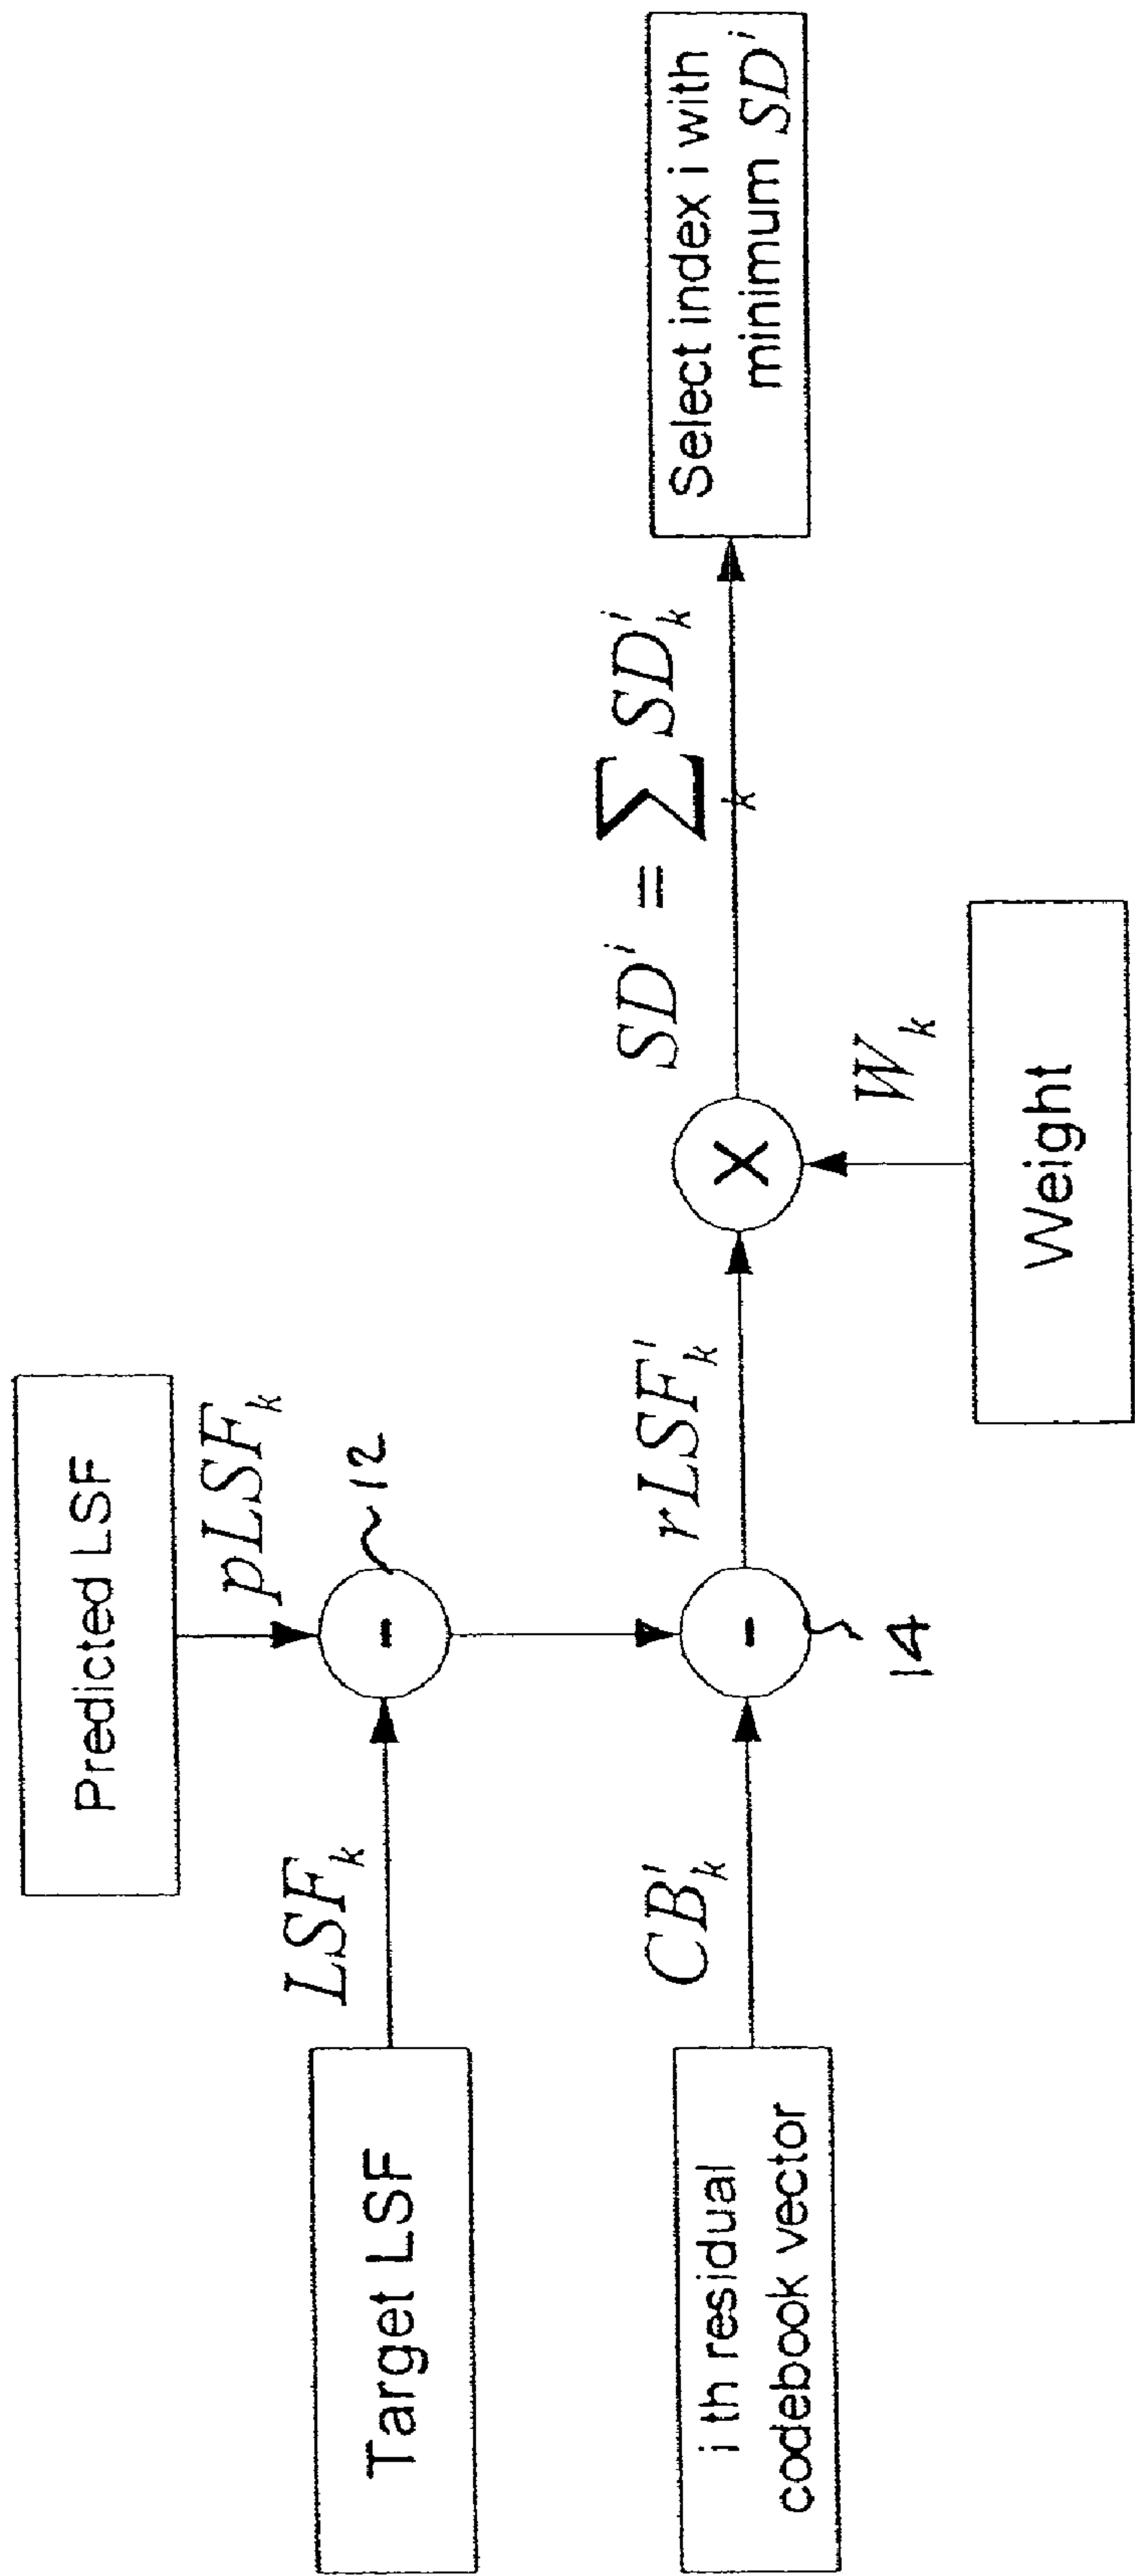 Predicted LSF
pLSF_k
12
Target LSF
LSF_k
-
i th residual
codebook vector
CB^i_k
-
14
rLSF^i_k
X
Weight
W_k
SD^i = ∑_k SD^i_k
Select index i with
minimum SD^i